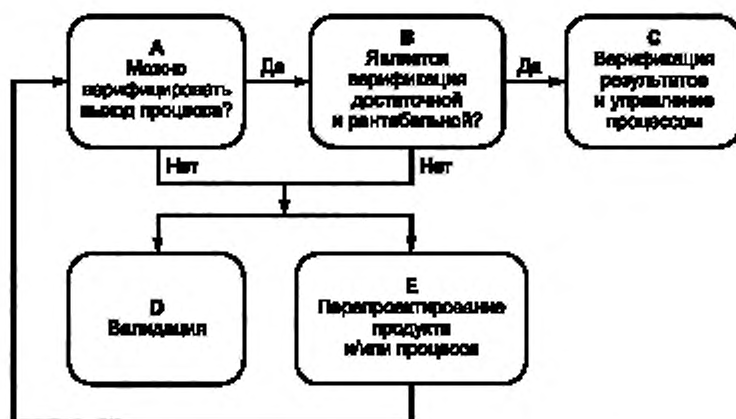 A
Можно
верифицировать
выход процесса?
Да
B
Является
верификация
достаточной
и рентабельной?
Да
C
Верификация
результатов
и управление
процессом
Нет
Нет
D
Валидация
E
Перепроектирование
продукта
и/или процесса